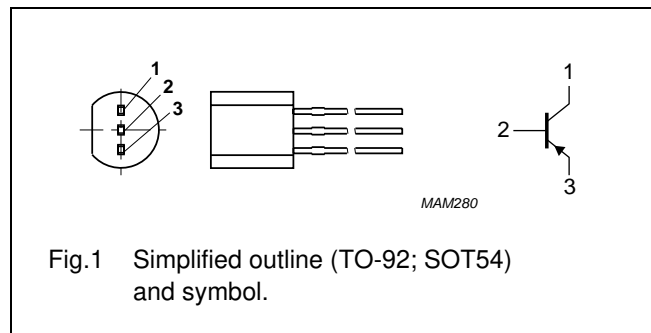 1
2
3
1
2
3
MAM280
Fig.1 Simplified outline (TO-92; SOT54)
and symbol.